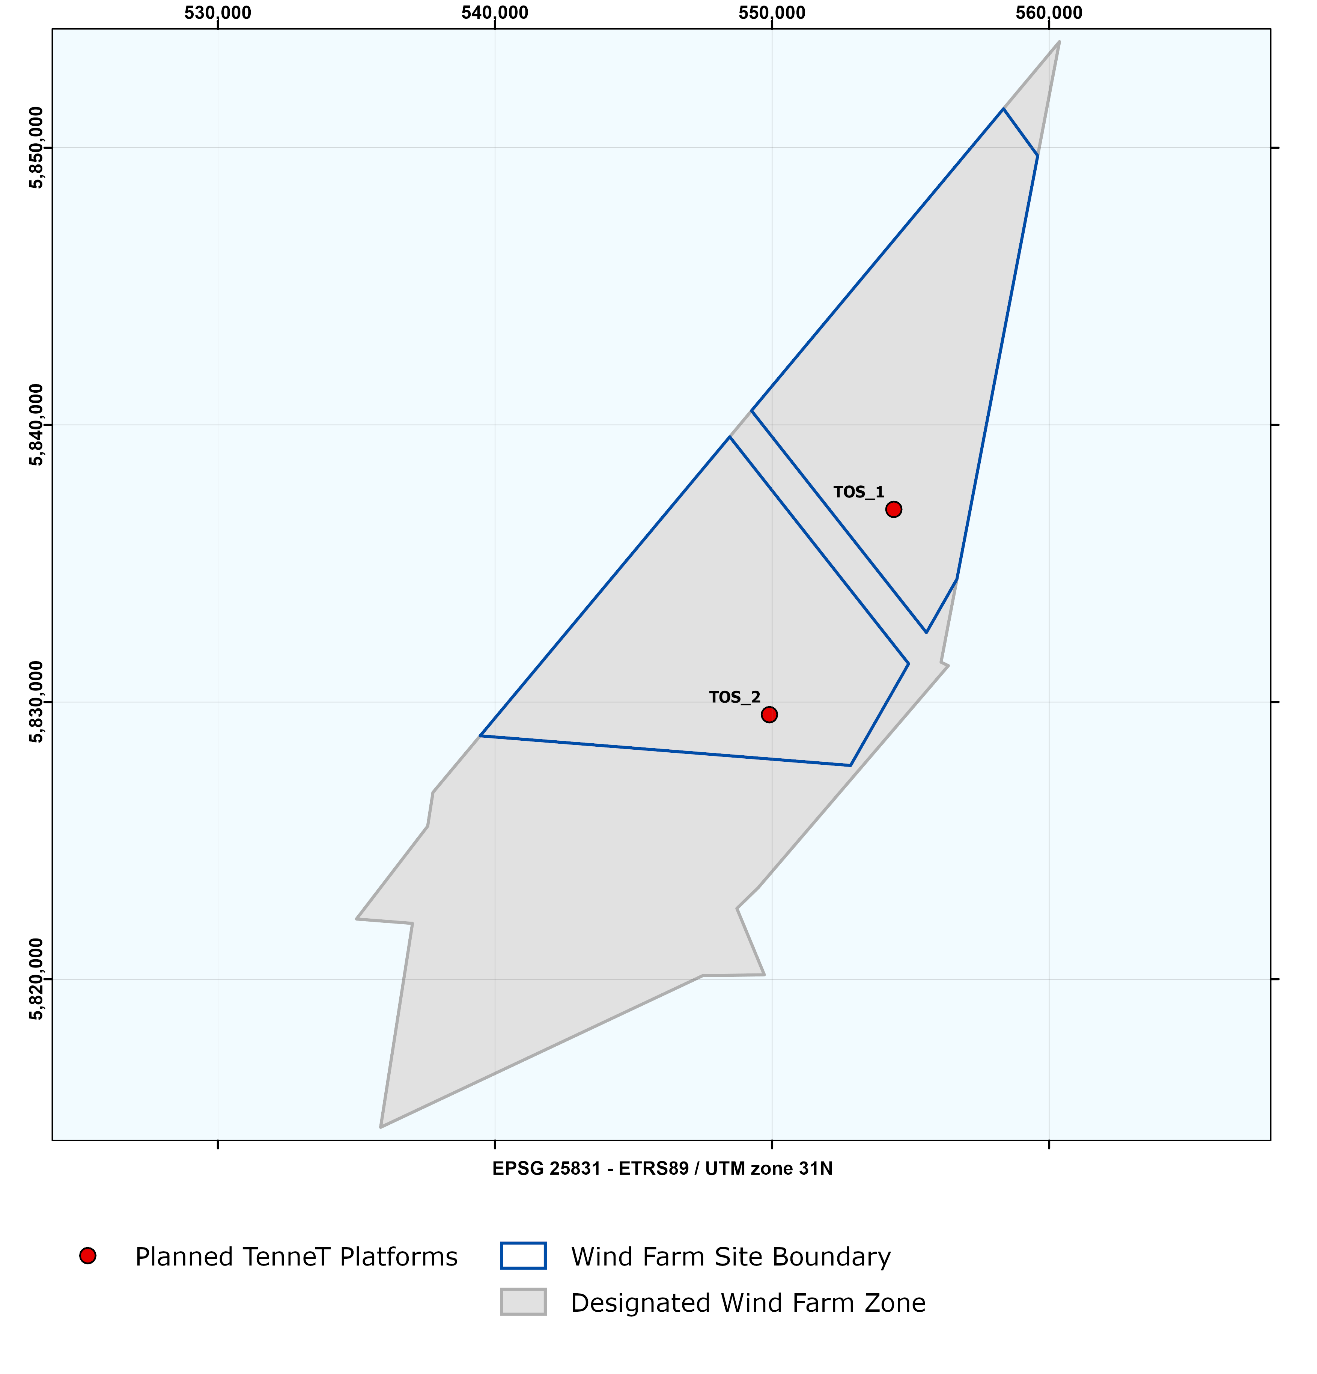 530,000 540,000 550,000 560,000
5,850,000
5,840,000
TOS_1
5,830,000
TOS_2
5,820,000
EPSG 25831 - ETRS89 / UTM zone 31N
Planned TenneT Platforms Wind Farm Site Boundary
Designated Wind Farm Zone